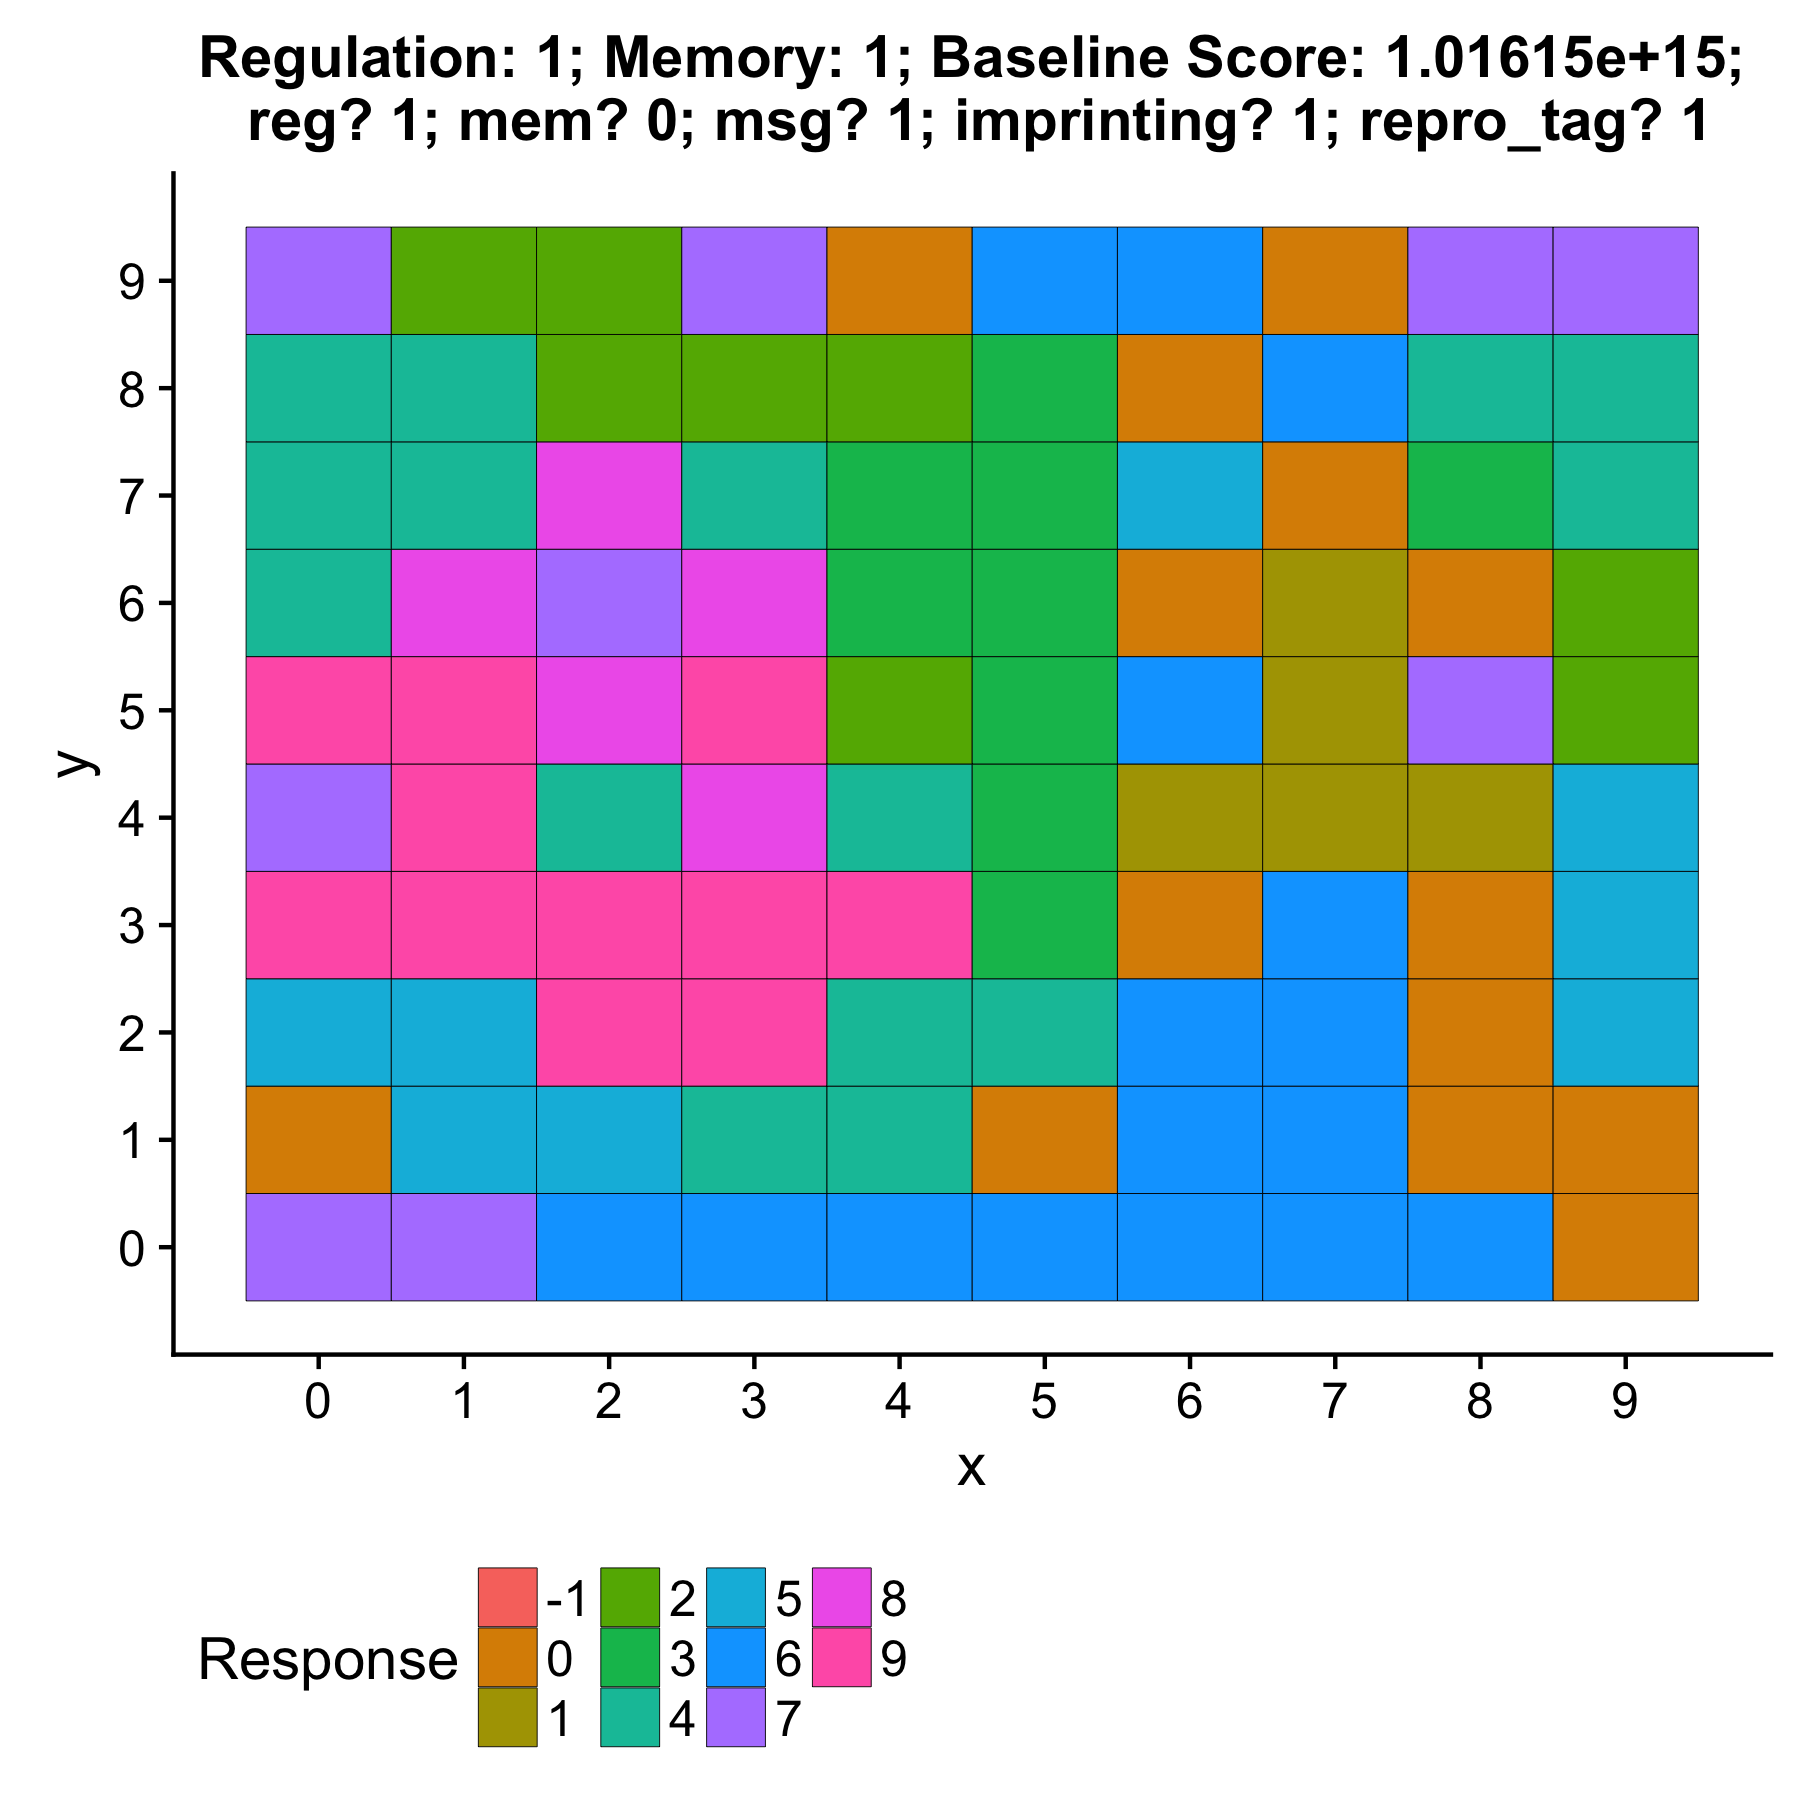 Regulation: 1; Memory: 1; Baseline Score: 1.01615e+15;
reg? 1; mem? 0; msg? 1; imprinting? 1; repro_tag? 1
9
8
7
6
5
4
3
2
1
0
y
0 1 2 3 4 5 6 7 8 9
x
Response
-1 2 5 8
0 3 6 9
1 4 7